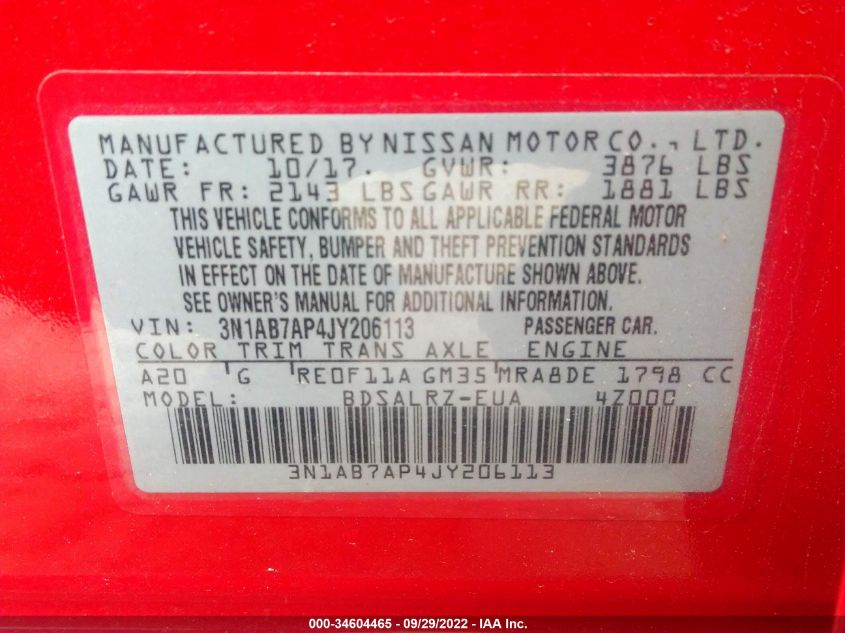 MANUFACTURED BY NISSAN MOTOR CO., LTD.
DATE: 10/17. GVWR: 3876 LBS
GAWR FR: 2143 LBS GAWR RR: 1881 LBS
THIS VEHICLE CONFORMS TO ALL APPLICABLE FEDERAL MOTOR
VEHICLE SAFETY, BUMPER AND THEFT PREVENTION STANDARDS
IN EFFECT ON THE DATE OF MANUFACTURE SHOWN ABOVE.
SEE OWNER'S MANUAL FOR ADDITIONAL INFORMATION.
VIN: 3N1AB7AP4JY206113 PASSENGER CAR.
COLOR TRIM TRANS AXLE ENGINE
A20 G RE0F11A GM35 MRA8DE 1798 CC
MODEL: BDSALRZ-EUA 4Z00C
3N1AB7AP4JY206113
000-34604465 - 09/29/2022 - IAA Inc.